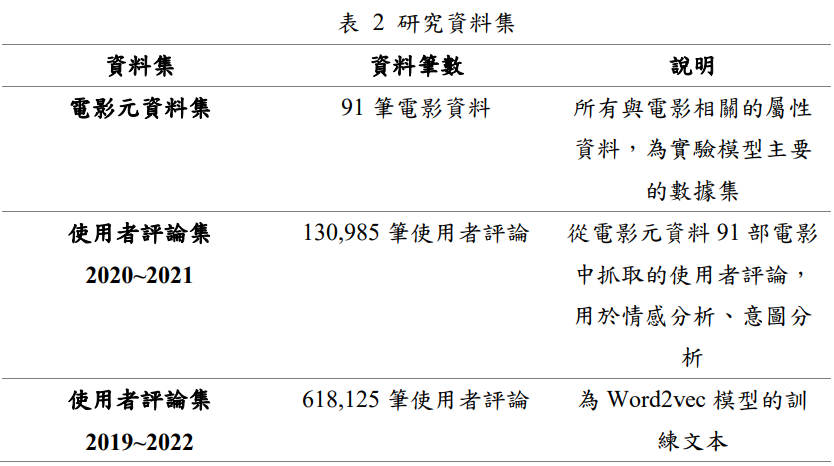 表 2 研究資料集
資料集 資料筆數 說明
電影元資料集 91 筆電影資料 所有與電影相關的屬性
資料，為實驗模型主要
的數據集
使用者評論集 130,985 筆使用者評論 從電影元資料 91 部電影
2020~2021 中抓取的使用者評論，
用於情感分析、意圖分
析
使用者評論集 618,125 筆使用者評論 為 Word2vec 模型的訓
2019~2022 練文本